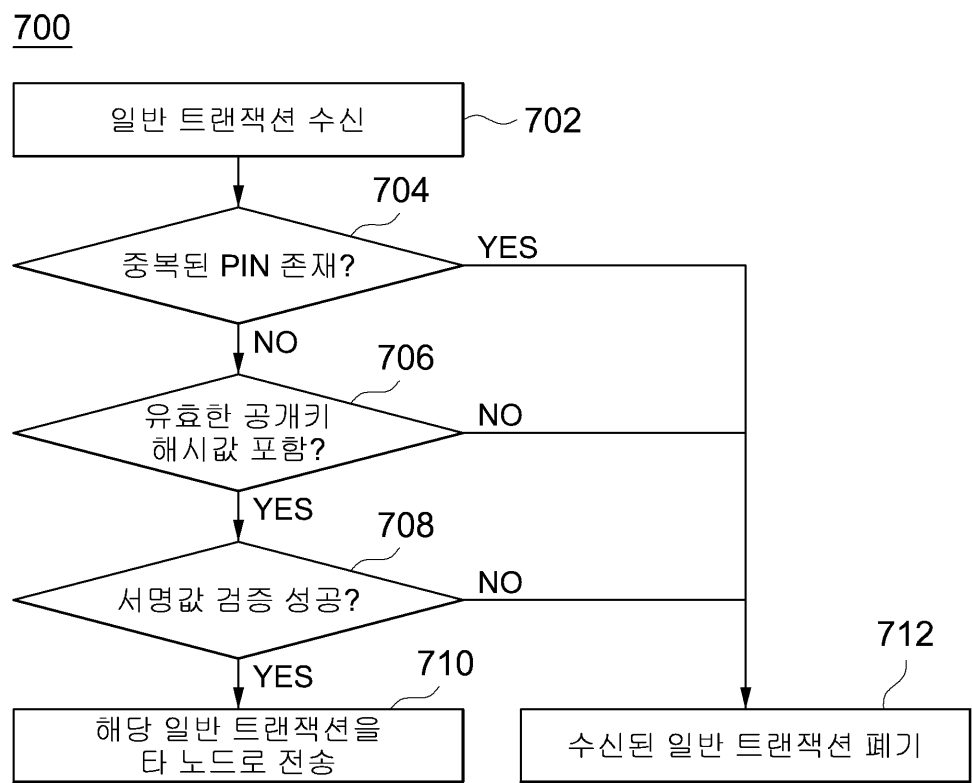 700
일반 트랜잭션 수신
702
704
중복된 PIN 존재?
YES
NO
706
유효한 공개키
해시값 포함?
NO
YES
708
서명값 검증 성공?
NO
YES
710
해당 일반 트랜잭션을
타 노드로 전송
712
수신된 일반 트랜잭션 폐기